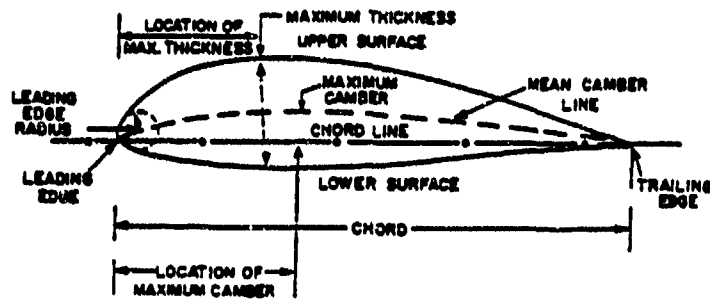 LOCATION OF
MAX. THICKNESS
MAXIMUM THICKNESS
UPPER SURFACE
MAXIMUM
CAMBER
MEAN CAMBER
LINE
LEADING
EDGE
RADIUS
CHORD LINE
LEADING
EDGE
LOWER SURFACE
TRAILING
EDGE
CHORD
LOCATION OF
MAXIMUM CAMBER